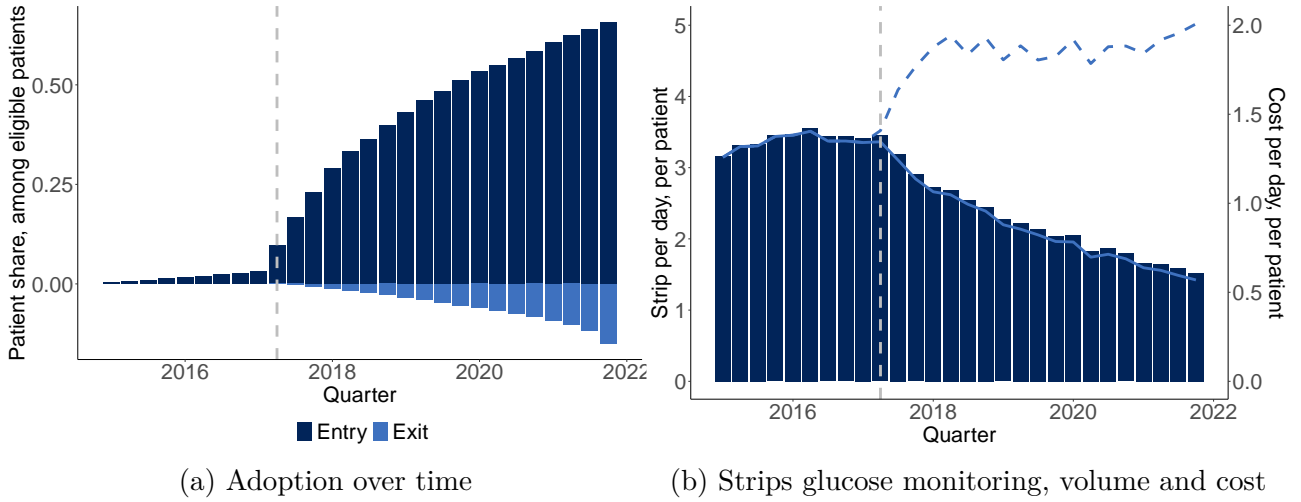 Patient share, among eligible patients
0.50
0.25
0.00
2016
2018
2020
2022
Quarter
Entry
Exit
(a) Adoption over time
Strip per day, per patient
5
4
3
2
1
0
2016
2018
2020
2022
Quarter
Cost per day, per patient
2.0
1.5
1.0
0.5
0.0
(b) Strips glucose monitoring, volume and cost